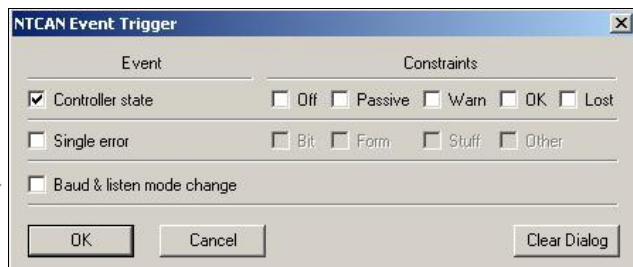 NTCAN Event Trigger
Event Constraints
Controller state Off Passive Warn OK Lost
Single error Bit Form Stuff Other
Baud & listen mode change
OK Cancel Clear Dialog